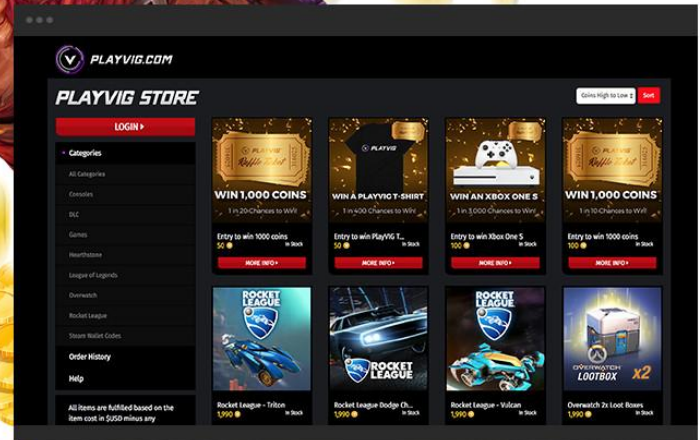 PLAYVIG.COM
PLAYVIG STORE
Coins High to Low
Sort
LOGIN
Categories
All Categories
Consoles
DLC
Games
Hearthstone
League of Legends
Overwatch
Rocket League
Steam Wallet Codes
Order History
Help
All items are fulfilled based on the
item cost in $USD minus any
PLAYVIG
Raffle Ticket
WIN 1,000 COINS
1 in 20 Chances to Win!
Entry to win 1000 coins
50
In Stock
MORE INFO
PLAYVIG
WIN A PLAYVIG T-SHIRT
1 in 400 Chances to Win!
Entry to win PlayVIG T...
50
In Stock
MORE INFO
WIN AN XBOX ONE S
1 in 3,000 Chances to Win!
Entry to win Xbox One S
100
In Stock
MORE INFO
PLAYVIG
Raffle Ticket
WIN 1,000 COINS
1 in 10 Chances to Win!
Entry to win 1000 coins
100
In Stock
MORE INFO
ROCKET
LEAGUE
Rocket League - Triton
1,990
In Stock
ROCKET
LEAGUE
Rocket League Dodge Ch...
1,990
In Stock
ROCKET
LEAGUE
Rocket League - Vulcan
1,990
In Stock
OVERWATCH
LOOTBOX x2
Overwatch 2x Loot Boxes
1,990
In Stock